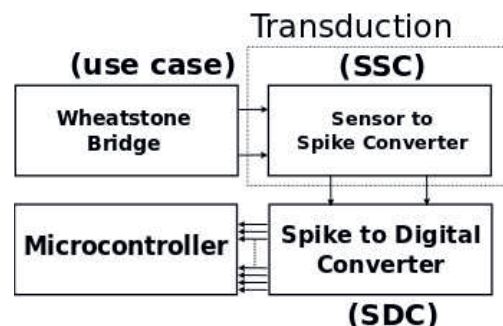 Transduction
(use case)
(SSC)
Wheatstone
Bridge
Sensor to
Spike Converter
Microcontroller
Spike to Digital
Converter
(SDC)